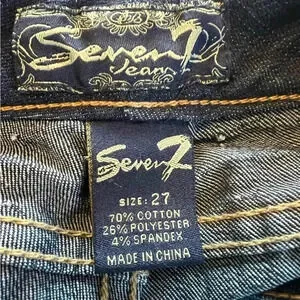 Seven7
Jeans
Seven7
SIZE: 27
70% COTTON
26% POLYESTER
4% SPANDEX
MADE IN CHINA